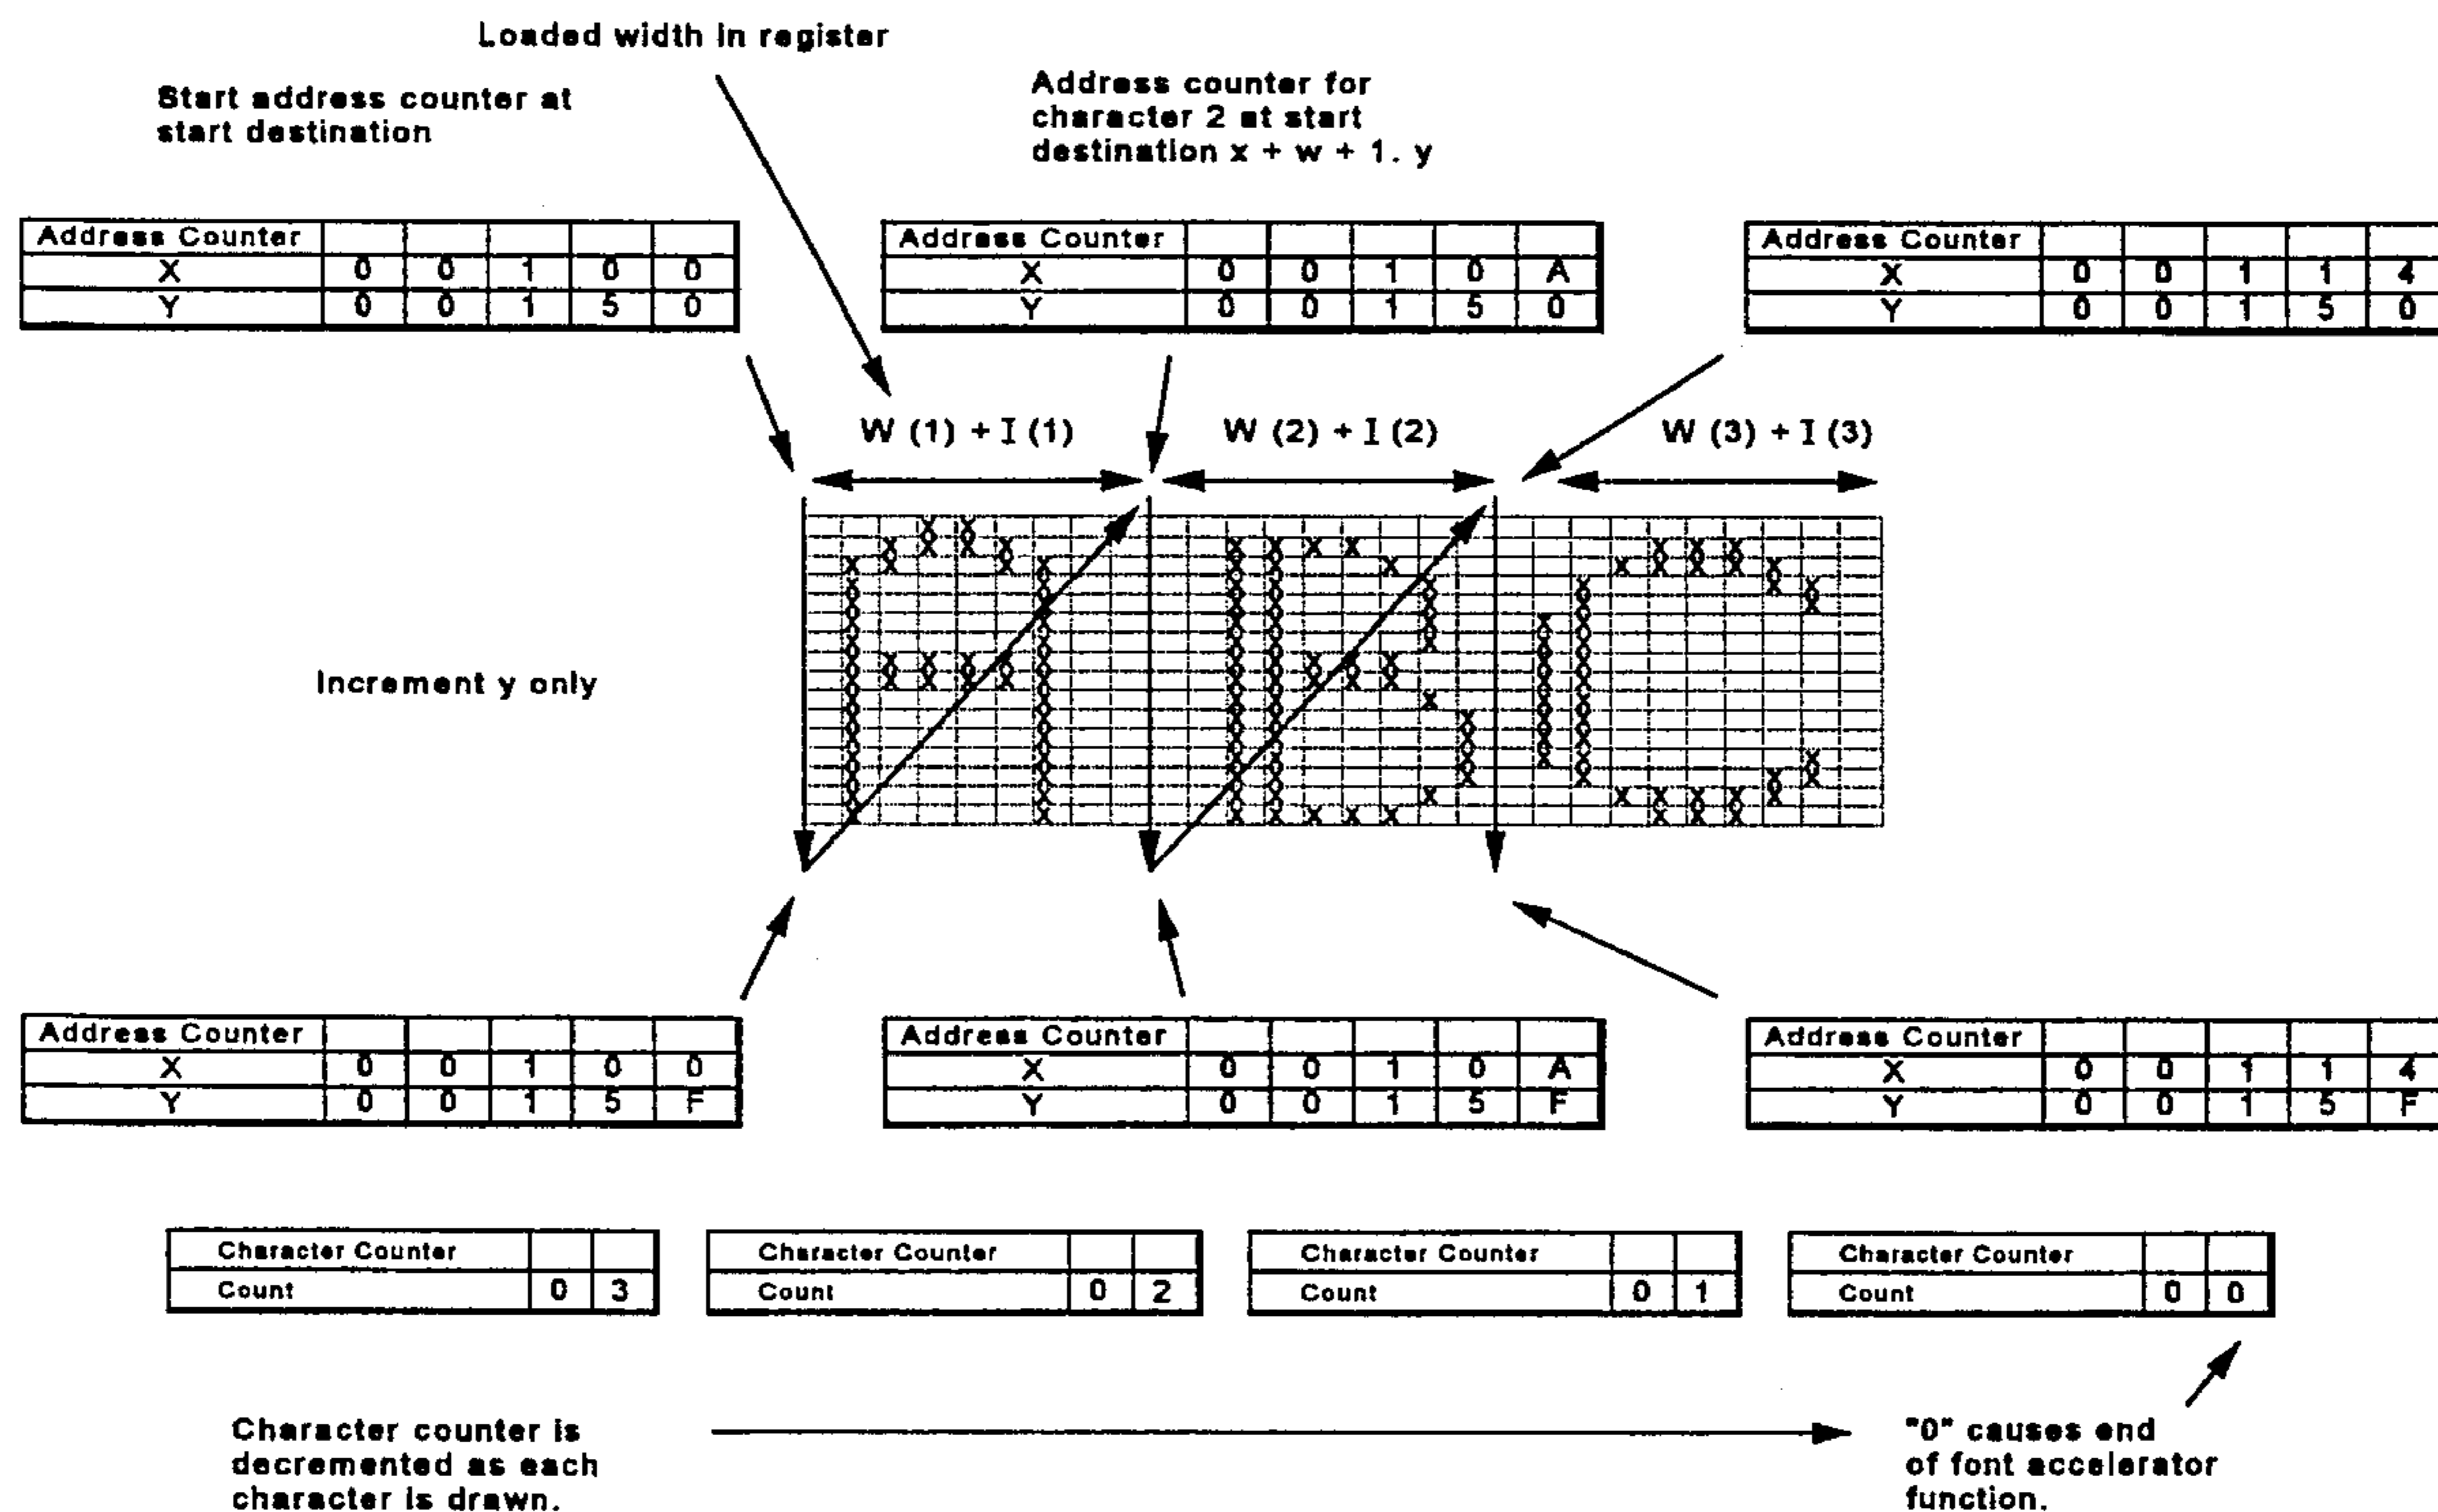 Loaded width in register
Start address counter at
start destination
Address counter for
character 2 at start
destination x + w + 1. y
Address Counter
X 0 0 1 0 0
Y 0 0 1 5 0
Address Counter
X 0 0 1 0 A
Y 0 0 1 5 0
Address Counter
X 0 0 1 1 4
Y 0 0 1 5 0
W (1) + I (1)
W (2) + I (2)
W (3) + I (3)
Increment y only
Address Counter
X 0 0 1 0 0
Y 0 0 1 5 F
Address Counter
X 0 0 1 0 A
Y 0 0 1 5 F
Address Counter
X 0 0 1 1 4
Y 0 0 1 5 F
Character Counter
Count 0 3
Character Counter
Count 0 2
Character Counter
Count 0 1
Character Counter
Count 0 0
Character counter is
decremented as each
character is drawn.
"0" causes end
of font accelerator
function.